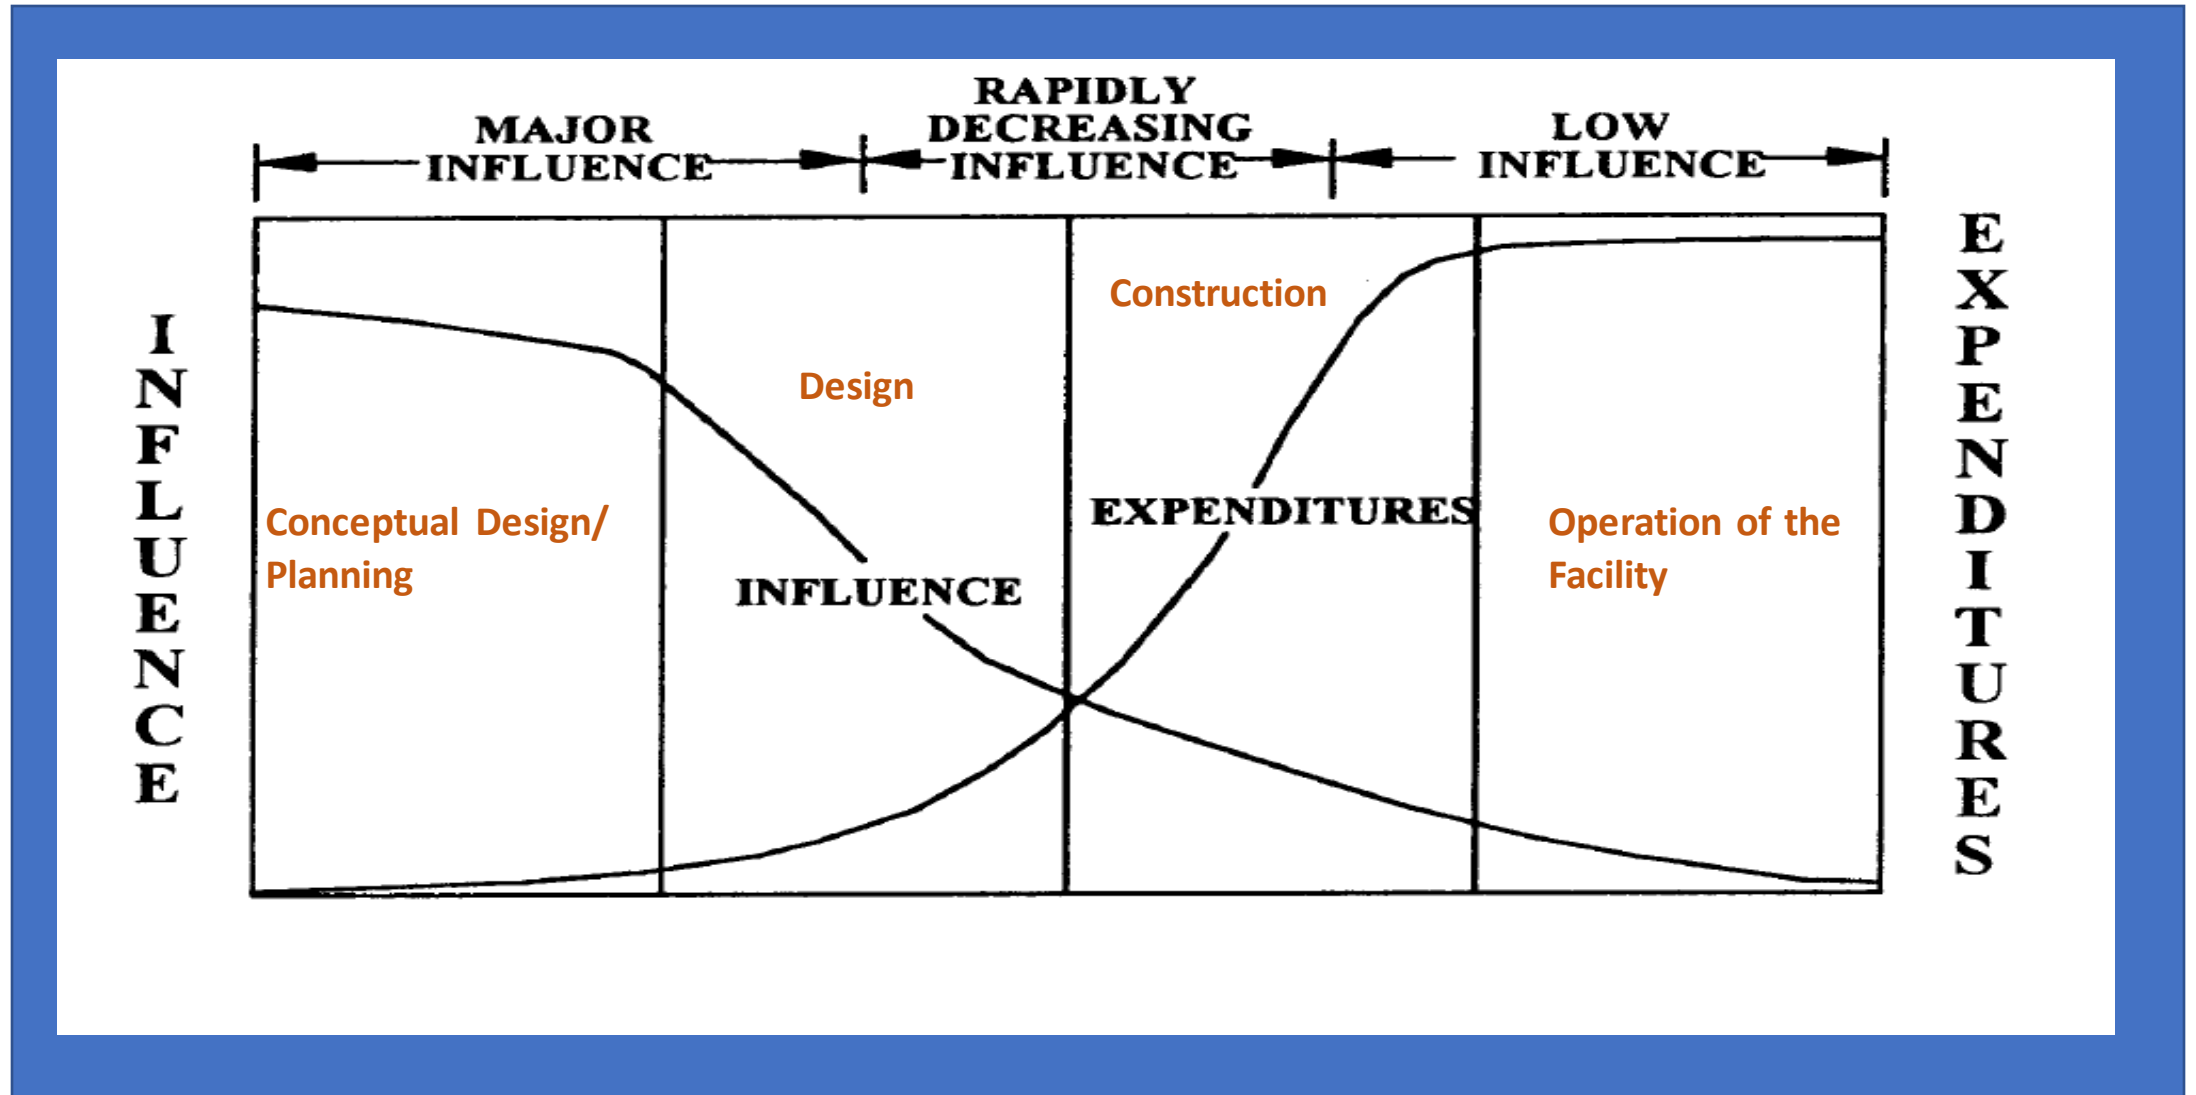 MAJOR
INFLUENCE
RAPIDLY
DECREASING
INFLUENCE
LOW
INFLUENCE
INFLUENCE
Conceptual Design/
Planning
Design
INFLUENCE
Construction
EXPENDITURES
Operation of the
Facility
EXPENDITURES